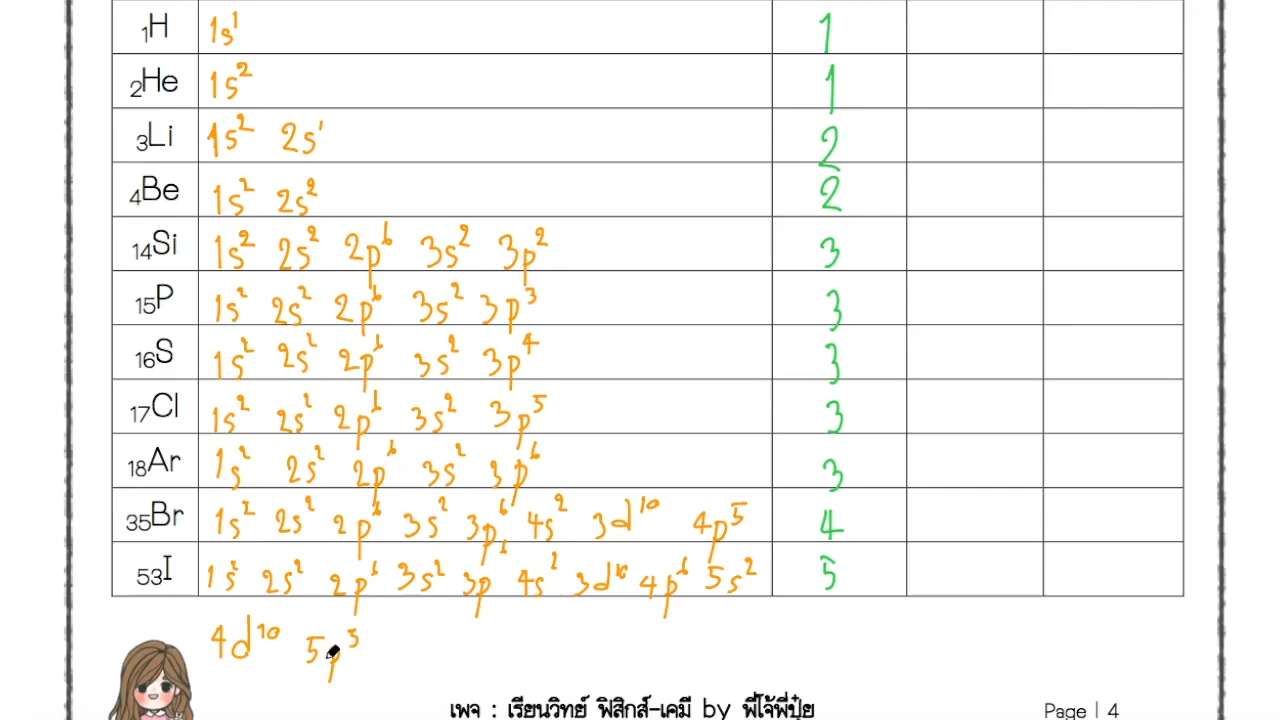 ₁H 1s¹ 1
₂He 1s² 1
₃Li 1s² 2s¹ 2
₄Be 1s² 2s² 2
₁₄Si 1s² 2s² 2p⁶ 3s² 3p² 3
₁₅P 1s² 2s² 2p⁶ 3s² 3p³ 3
₁₆S 1s² 2s² 2p⁶ 3s² 3p⁴ 3
₁₇Cl 1s² 2s² 2p⁶ 3s² 3p⁵ 3
₁₈Ar 1s² 2s² 2p⁶ 3s² 3p⁶ 3
₃₅Br 1s² 2s² 2p⁶ 3s² 3p⁶ 4s² 3d¹⁰ 4p⁵ 4
₅₃I 1s² 2s² 2p⁶ 3s² 3p⁶ 4s² 3d¹⁰ 4p⁶ 5s² 5
4d¹⁰ 5p⁵
เพจ : เรียนวิทย์ ฟิสิกส์-เคมี by พี่โจ้พี่ปุ๋ย Page | 4